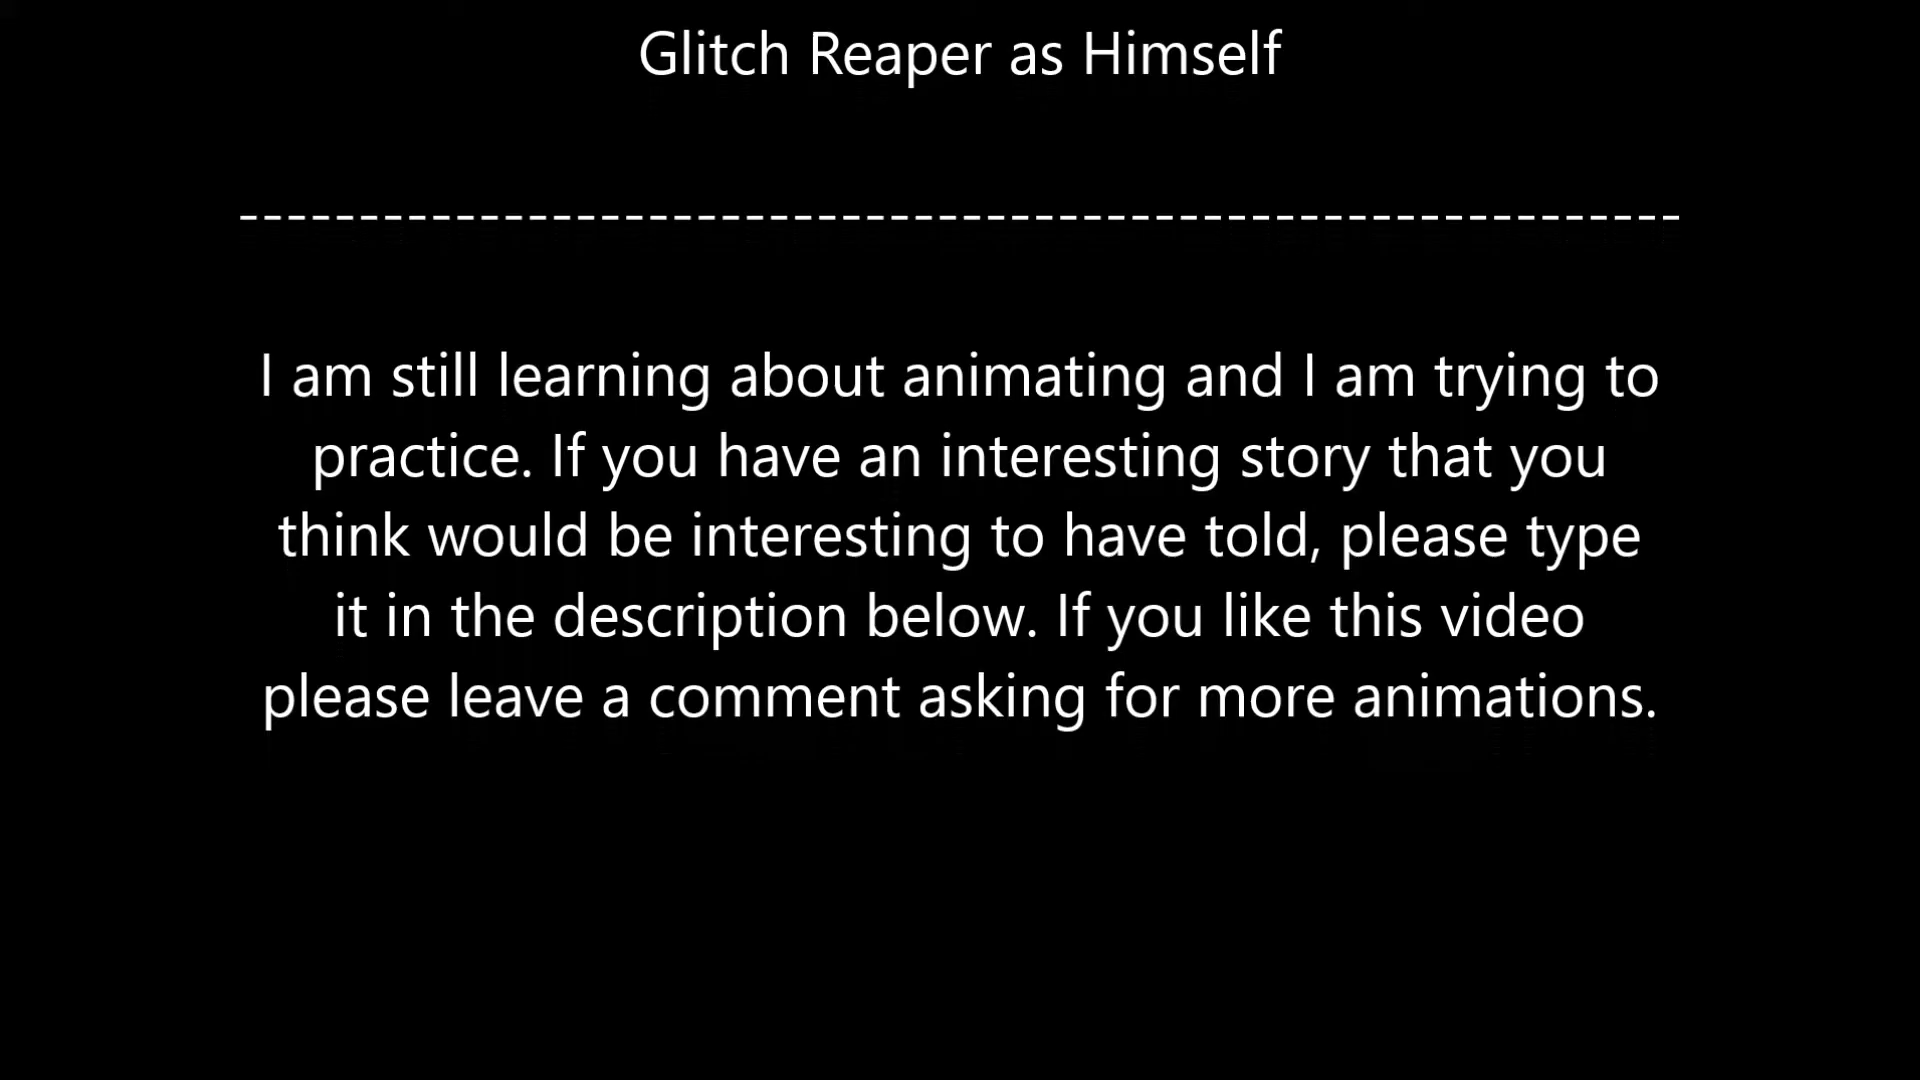 Glitch Reaper as Himself
------------------------------------------------------------
I am still learning about animating and I am trying to
practice. If you have an interesting story that you
think would be interesting to have told, please type
it in the description below. If you like this video
please leave a comment asking for more animations.